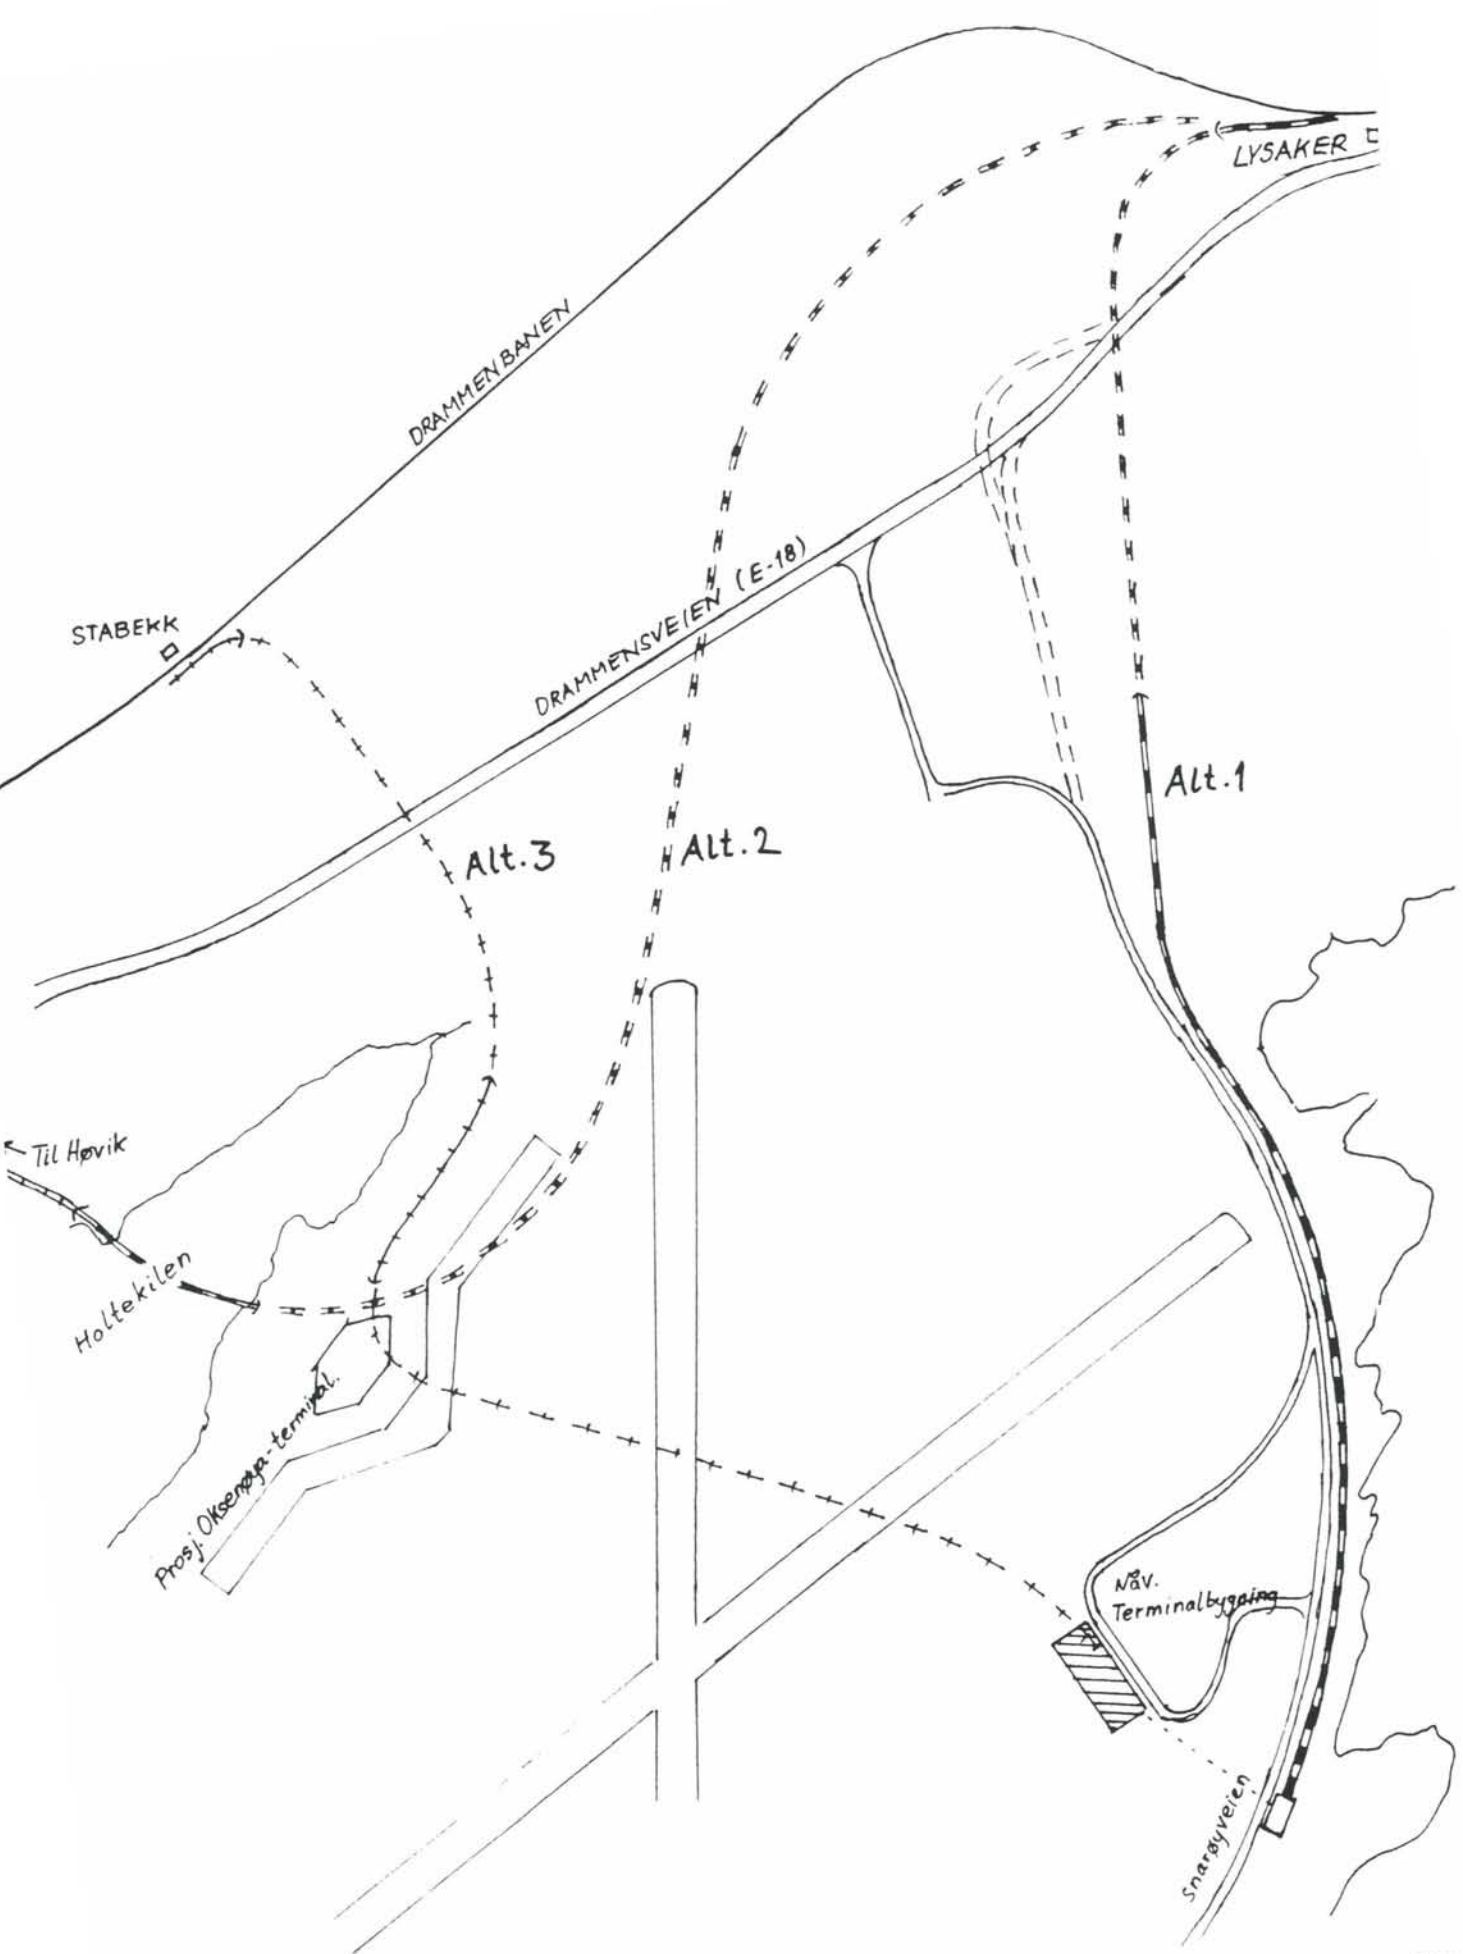 LYSAKER
DRAMMENBANEN
STABEKK
DRAMMENSVEIEN (E-18)
Alt.1
Alt.3
Alt.2
Til Høvik
Holtekilen
Prosj. Oksenøya-terminal.
Nåv.
Terminalbygning
Snarøyveien